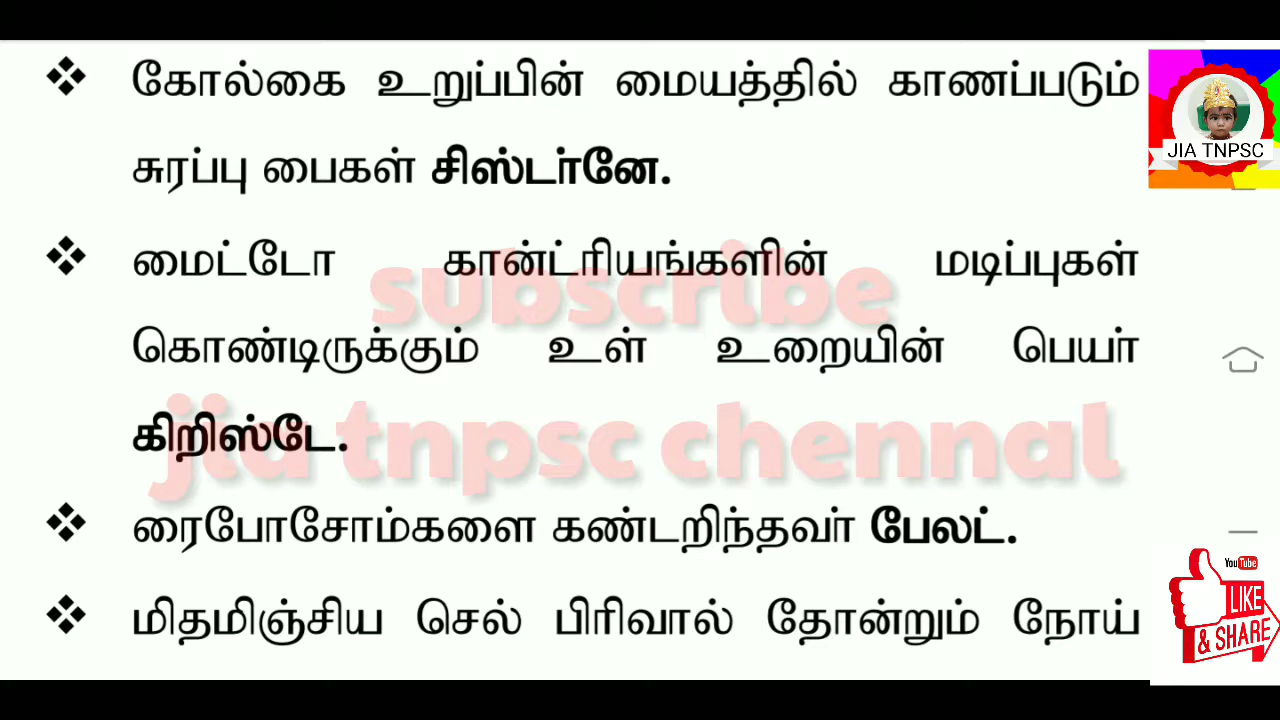 ❖ கோல்கை உறுப்பின் மையத்தில் காணப்படும்
சுரப்பு பைகள் சிஸ்டர்னே.
❖ மைட்டோ கான்ட்ரியங்களின் மடிப்புகள்
கொண்டிருக்கும் உள் உறையின் பெயர்
கிறிஸ்டே.
❖ ரைபோசோம்களை கண்டறிந்தவர் பேலட்.
❖ மிதமிஞ்சிய செல் பிரிவால் தோன்றும் நோய்
subscribe
jia tnpsc chennal
JIA TNPSC
YouTube
LIKE
& SHARE